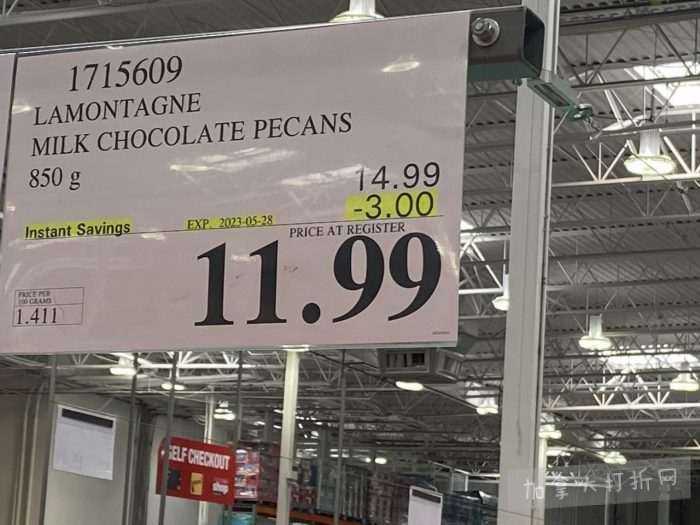 1715609
LAMONTAGNE
MILK CHOCOLATE PECANS
850 g
14.99
-3.00
Instant Savings
EXP. 2023-05-28
PRICE AT REGISTER
11.99
PRICE PER
100 GRAMS
1.411
SELF CHECKOUT
shop
加拿大打折网